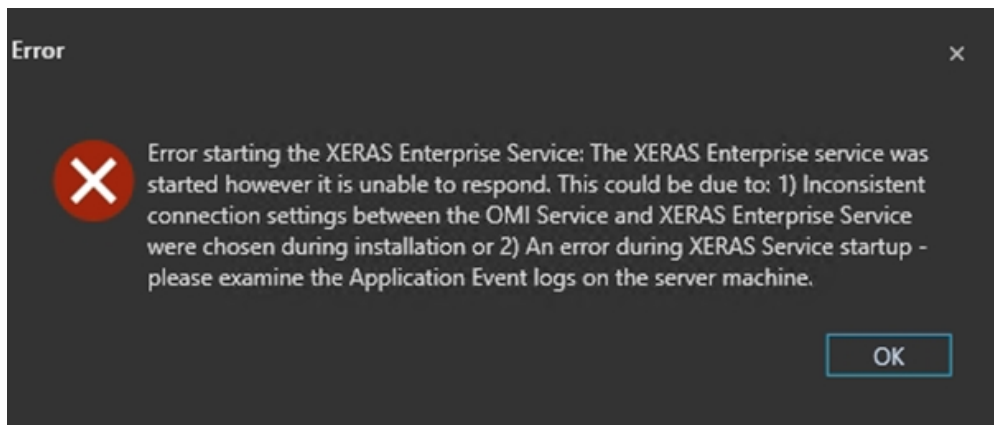 Error
Error starting the XERAS Enterprise Service: The XERAS Enterprise service was
started however it is unable to respond. This could be due to: 1) Inconsistent
connection settings between the OMI Service and XERAS Enterprise Service
were chosen during installation or 2) An error during XERAS Service startup -
please examine the Application Event logs on the server machine.
OK